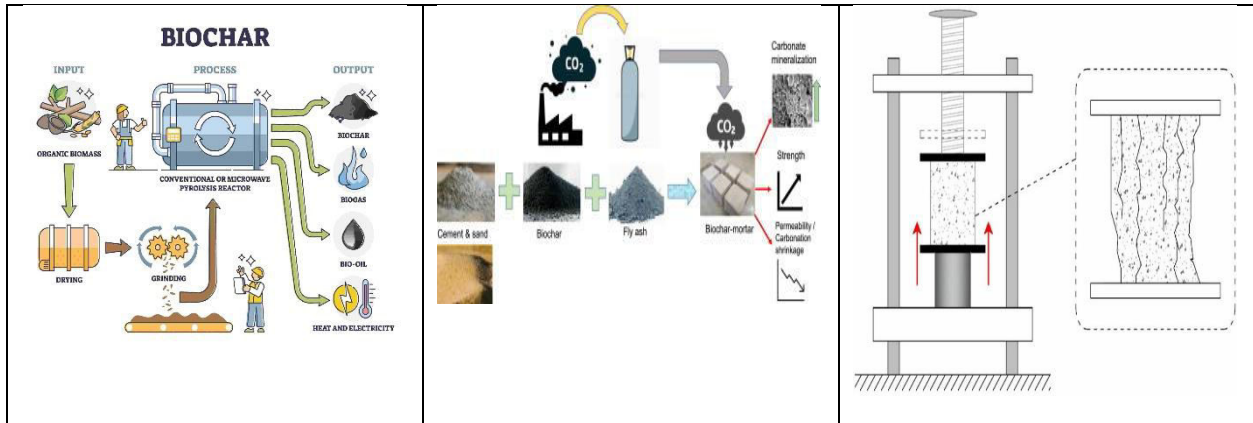 BIOCHAR
INPUT
PROCESS
OUTPUT
ORGANIC BIOMASS
CONVENTIONAL OR MICROWAVE
PYROLYSIS REACTOR
BIOCHAR
BIOGAS
BIO-OIL
HEAT AND ELECTRICITY
DRYING
GRINDING
CO2
CO2
Carbonate
mineralization
Strength
Permeability /
Carbonation
shrinkage
Cement & sand
Biochar
Fly ash
Biochar-mortar